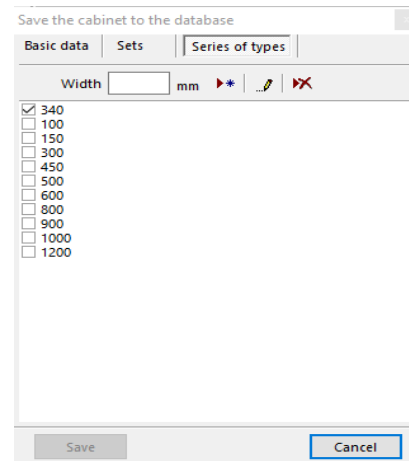 Save the cabinet to the database
Basic data Sets Series of types
Width mm
340
100
150
300
450
500
600
800
900
1000
1200
Save Cancel